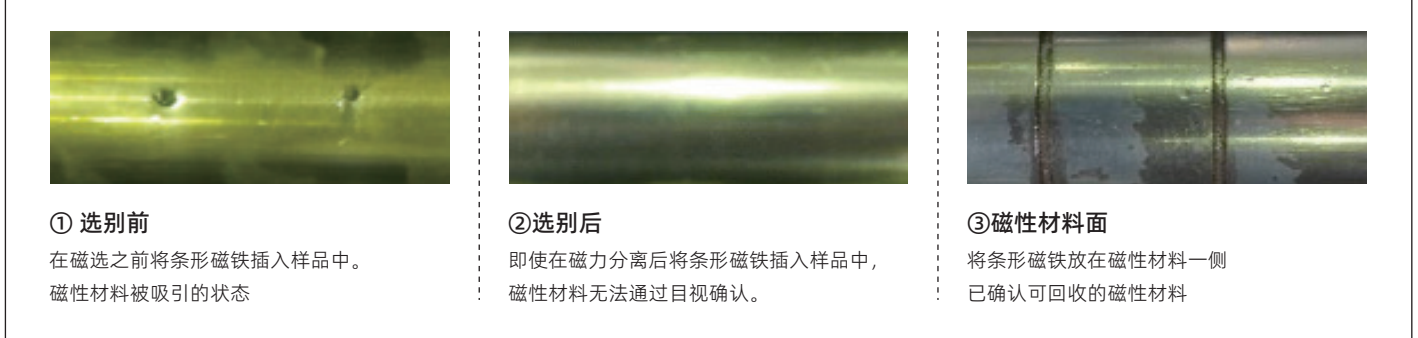 ① 选别前
在磁选之前将条形磁铁插入样品中。
磁性材料被吸引的状态
②选别后
即使在磁力分离后将条形磁铁插入样品中,
磁性材料无法通过目视确认。
③磁性材料面
将条形磁铁放在磁性材料一侧
已确认可回收的磁性材料